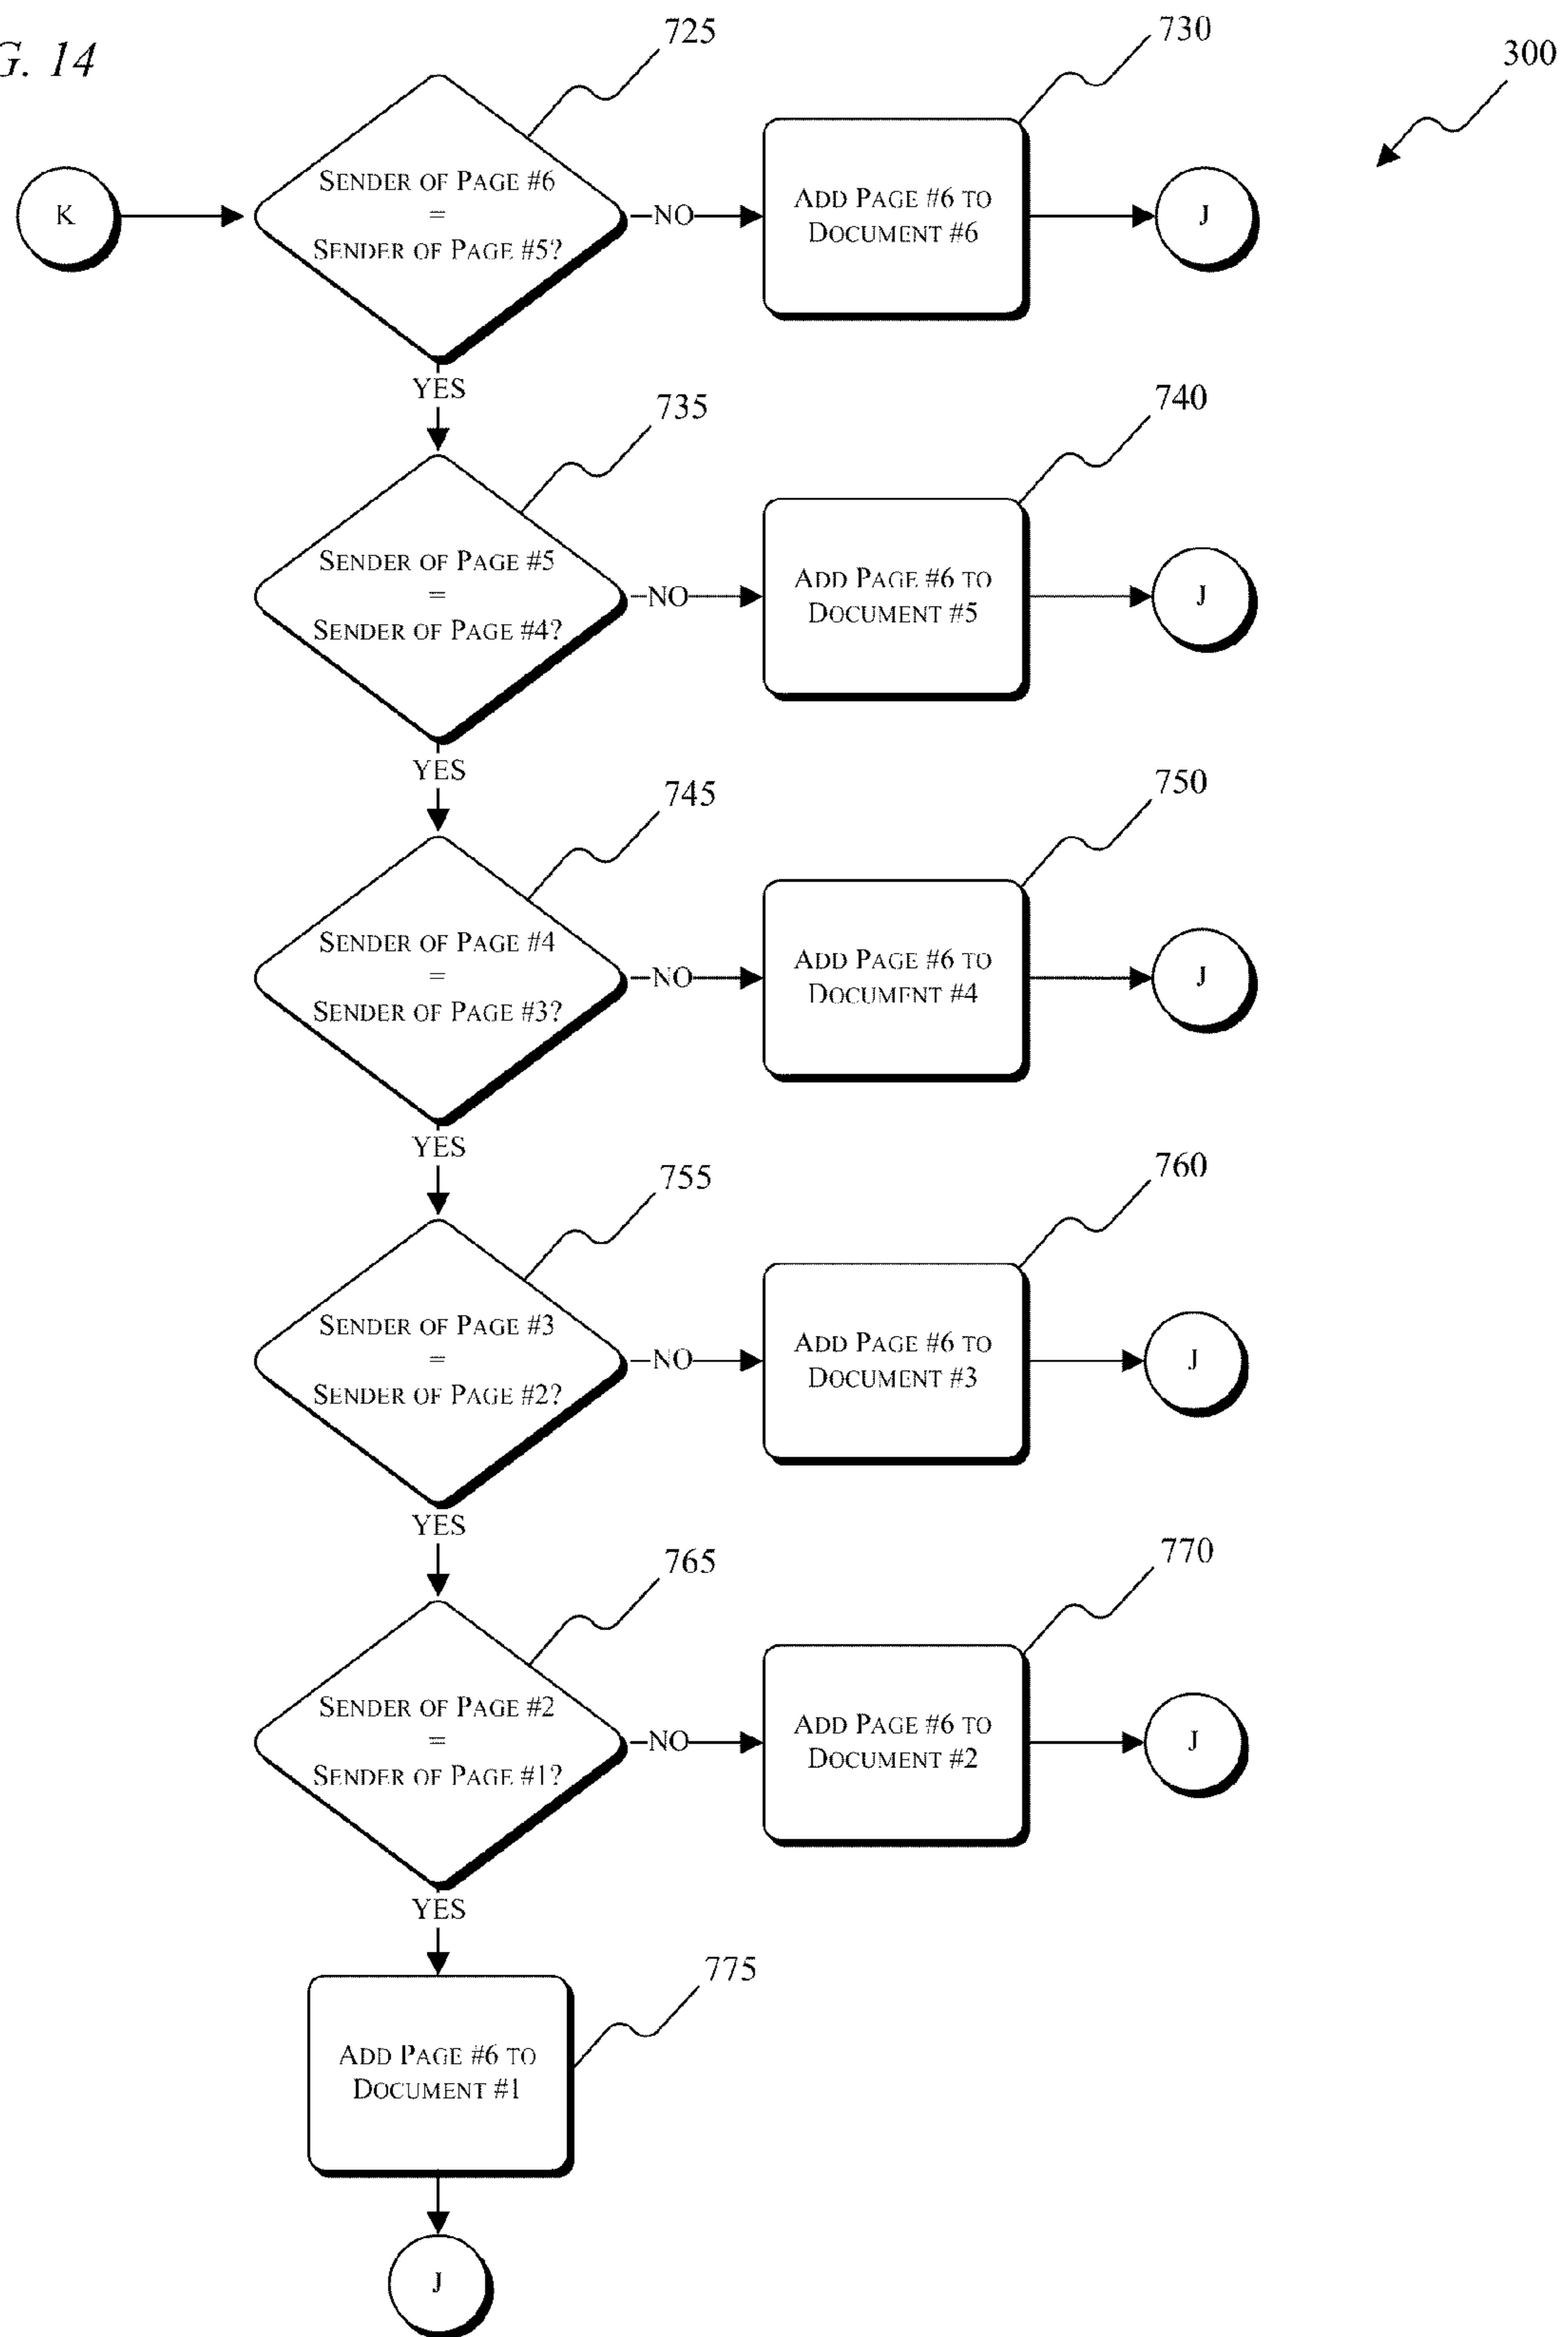 G. 14
725
730
300
K
SENDER OF PAGE #6
=
SENDER OF PAGE #5?
NO
ADD PAGE #6 TO
DOCUMENT #6
J
YES
735
740
SENDER OF PAGE #5
=
SENDER OF PAGE #4?
NO
ADD PAGE #6 TO
DOCUMENT #5
J
YES
745
750
SENDER OF PAGE #4
=
SENDER OF PAGE #3?
NO
ADD PAGE #6 TO
DOCUMENT #4
J
YES
755
760
SENDER OF PAGE #3
=
SENDER OF PAGE #2?
NO
ADD PAGE #6 TO
DOCUMENT #3
J
YES
765
770
SENDER OF PAGE #2
=
SENDER OF PAGE #1?
NO
ADD PAGE #6 TO
DOCUMENT #2
J
YES
775
ADD PAGE #6 TO
DOCUMENT #1
J